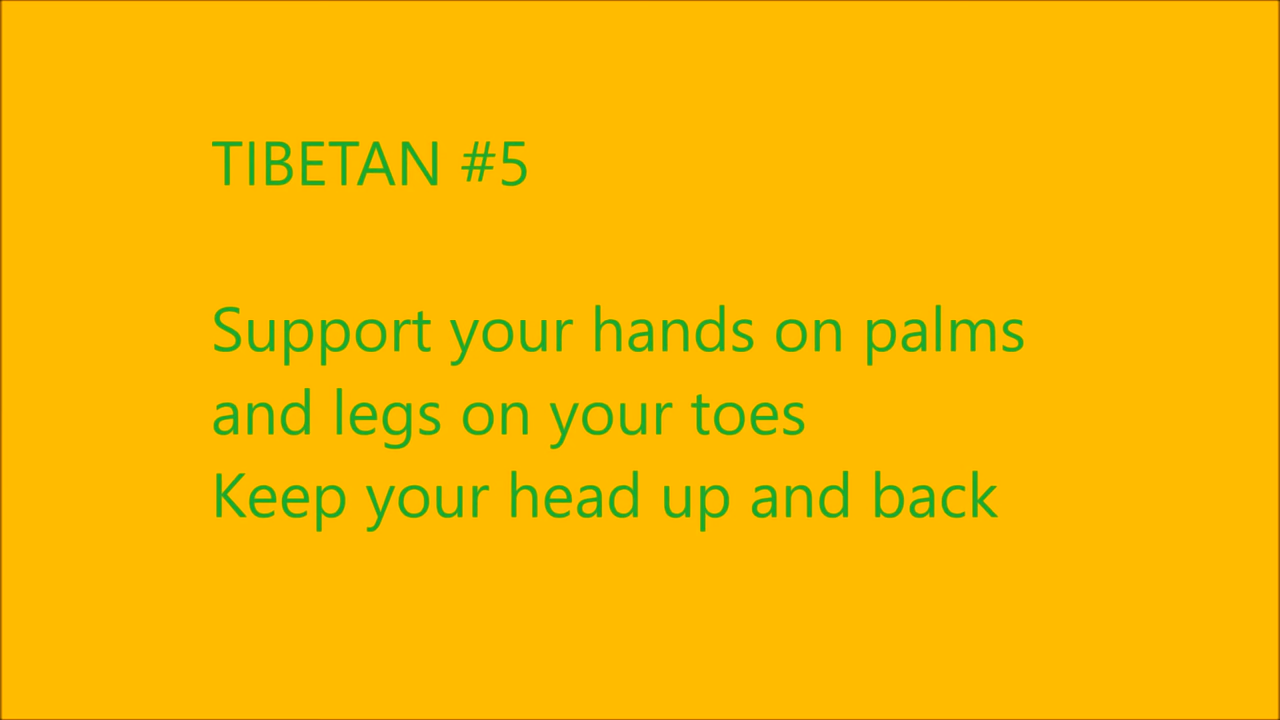 TIBETAN #5
Support your hands on palms
and legs on your toes
Keep your head up and back